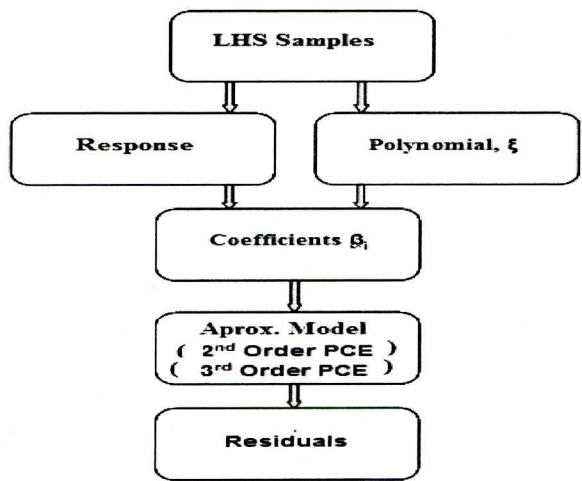 LHS Samples
Response
Polynomial, ξ
Coefficients βi
Aprox. Model
( 2nd Order PCE )
( 3rd Order PCE )
Residuals